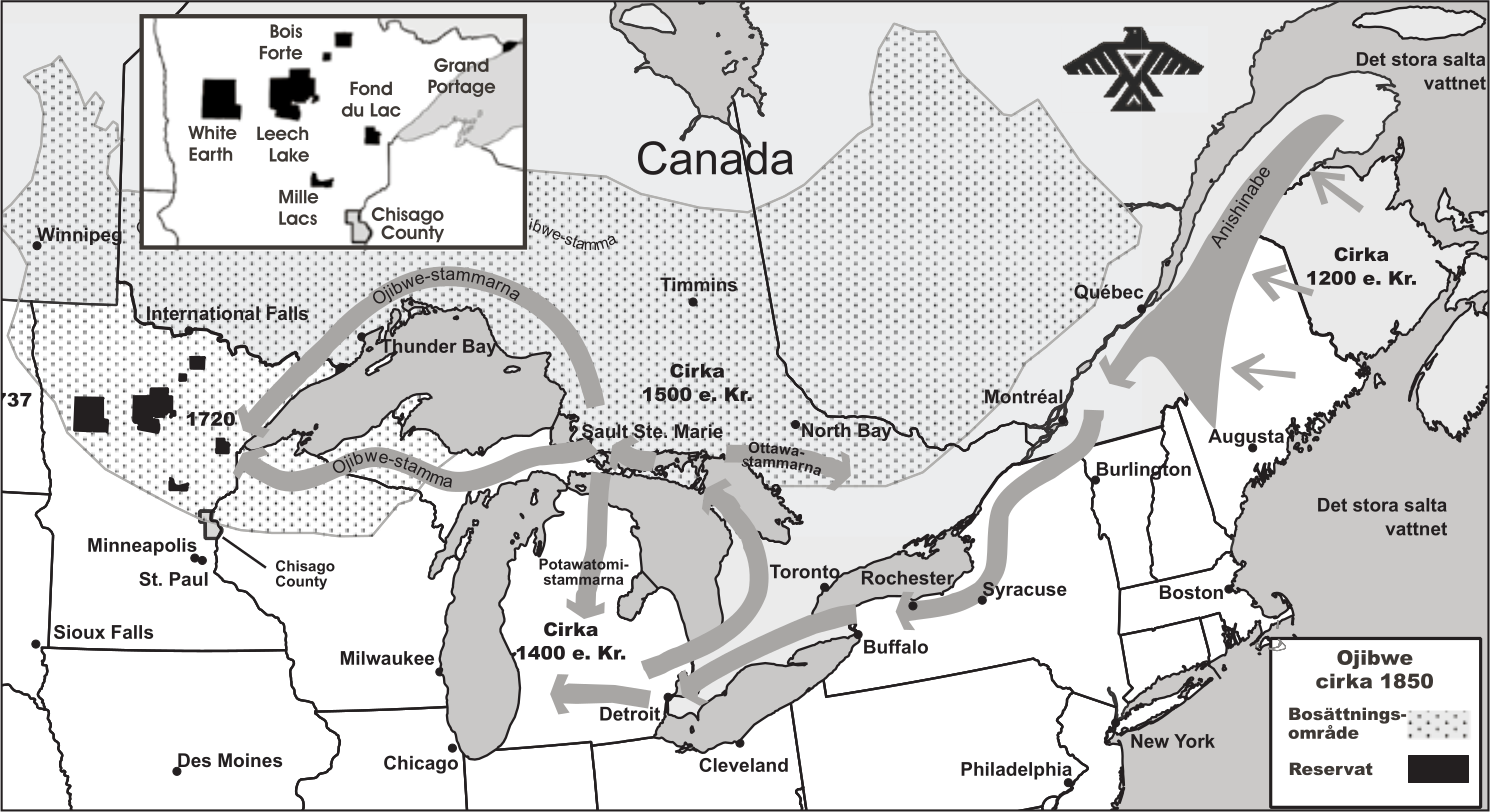 Bois
Forte
Grand
Portage
Fond
du Lac
White
Earth
Leech
Lake
Mille
Lacs
Chisago
County
Canada
Det stora salta
vattnet
Anishinabe
Cirka
1200 e. Kr.
Winnipeg
ibwe-stamma
Ojibwe-stammarna
Timmins
Québec
International Falls
Thunder Bay
Cirka
1500 e. Kr.
737
1720
Montréal
Sault Ste. Marie
North Bay
Ottawa-
stammarna
Augusta
Ojibwe-stamma
Burlington
Det stora salta
vattnet
Minneapolis
St. Paul
Chisago
County
Potawatomi-
stammarna
Toronto
Rochester
Syracuse
Boston
Sioux Falls
Cirka
1400 e. Kr.
Buffalo
Milwaukee
Detroit
Ojibwe
cirka 1850
Bosättnings-
område
Reservat
New York
Des Moines
Chicago
Cleveland
Philadelphia